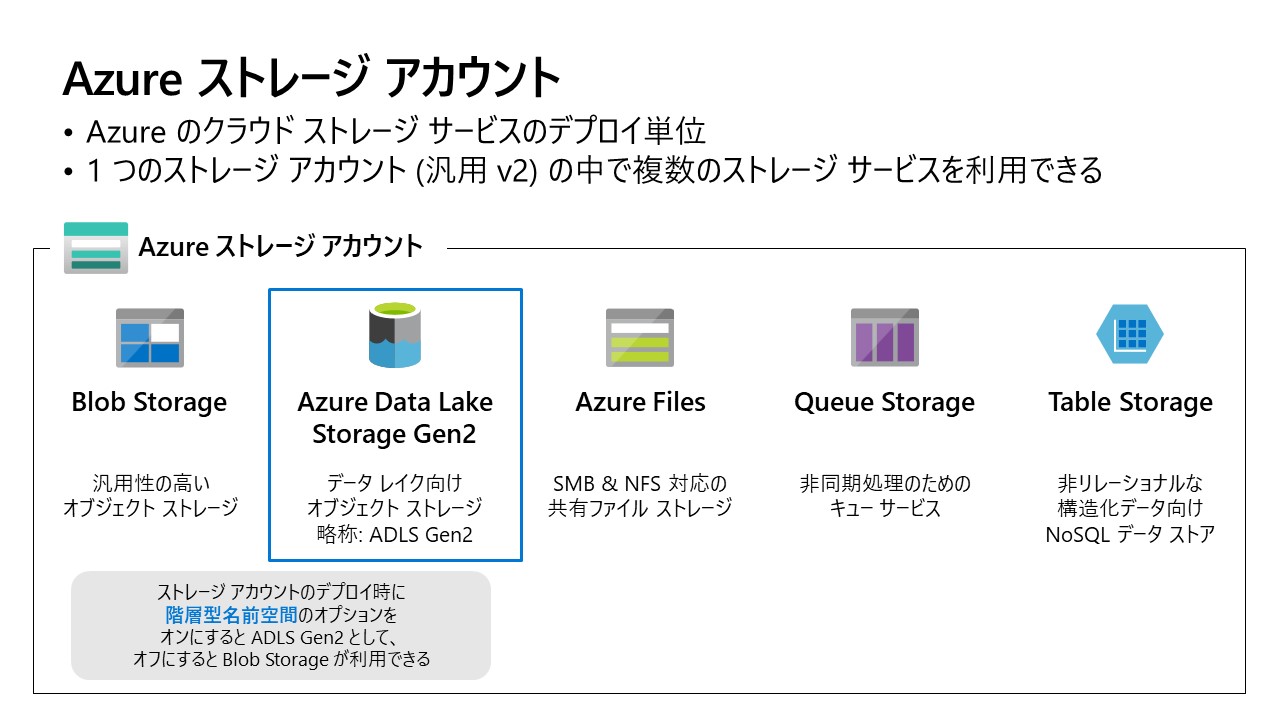 Azure ストレージ アカウント
• Azure のクラウド ストレージ サービスのデプロイ単位
• 1 つのストレージ アカウント (汎用 v2) の中で複数のストレージ サービスを利用できる
Azure ストレージ アカウント
Blob Storage
汎用性の高い
オブジェクト ストレージ
Azure Data Lake
Storage Gen2
データ レイク向け
オブジェクト ストレージ
略称: ADLS Gen2
Azure Files
SMB & NFS 対応の
共有ファイル ストレージ
Queue Storage
非同期処理のための
キュー サービス
Table Storage
非リレーショナルな
構造化データ向け
NoSQL データ ストア
ストレージ アカウントのデプロイ時に
階層型名前空間のオプションを
オンにすると ADLS Gen2 として、
オフにすると Blob Storage が利用できる